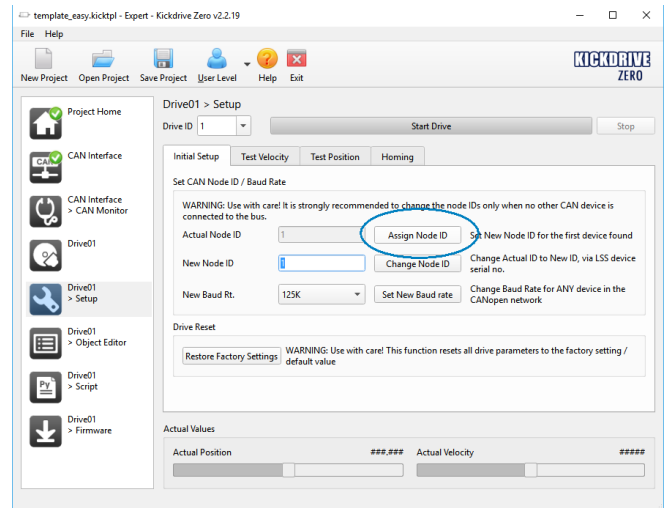 template_easy.kicktpl - Expert - Kickdrive Zero v2.2.19
File Help
New Project Open Project Save Project User Level Help Exit
KICKDRIVE
ZERO
Project Home
CAN Interface
CAN Interface
> CAN Monitor
Drive01
Drive01
> Setup
Drive01
> Object Editor
Drive01
> Script
Drive01
> Firmware
Drive01 > Setup
Drive ID 1 Start Drive Stop
Initial Setup Test Velocity Test Position Homing
Set CAN Node ID / Baud Rate
WARNING: Use with care! It is strongly recommended to change the node IDs only when no other CAN device is
connected to the bus.
Actual Node ID 1 Assign Node ID Set New Node ID for the first device found
New Node ID 1 Change Node ID Change Actual ID to New ID, via LSS device
serial no.
New Baud Rt. 125K Set New Baud rate Change Baud Rate for ANY device in the
CANopen network
Drive Reset
Restore Factory Settings WARNING: Use with care! This function resets all drive parameters to the factory setting /
default value
Actual Values
Actual Position ###.### Actual Velocity #####